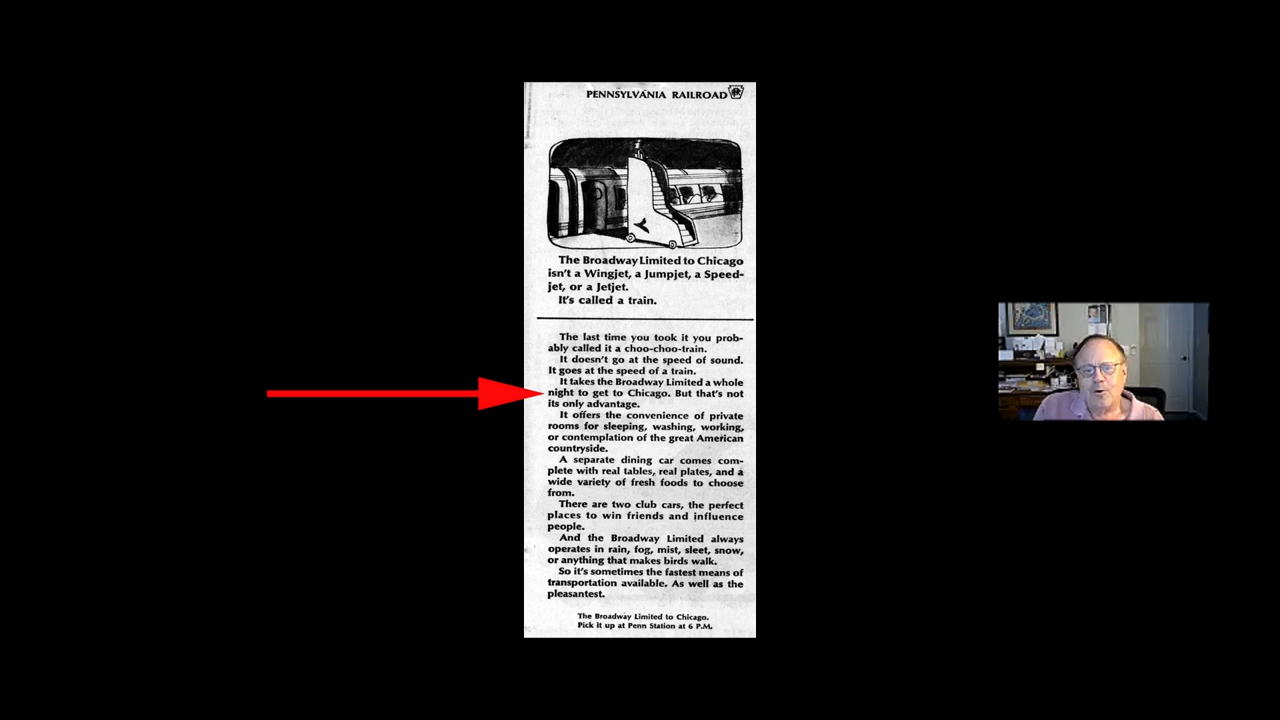 PENNSYLVANIA RAILROAD
The Broadway Limited to Chicago
isn't a Wingjet, a Jumpjet, a Speed-
jet, or a Jetjet.
It's called a train.
The last time you took it you prob-
ably called it a choo-choo-train.
It doesn't go at the speed of sound.
It goes at the speed of a train.
It takes the Broadway Limited a whole
night to get to Chicago. But that's not
its only advantage.
It offers the convenience of private
rooms for sleeping, washing, working,
or contemplation of the great American
countryside.
A separate dining car comes com-
plete with real tables, real plates, and a
wide variety of fresh foods to choose
from.
There are two club cars, the perfect
places to win friends and influence
people.
And the Broadway Limited always
operates in rain, fog, mist, sleet, snow,
or anything that makes birds walk.
So it's sometimes the fastest means of
transportation available. As well as the
pleasantest.
The Broadway Limited to Chicago.
Pick it up at Penn Station at 6 P.M.